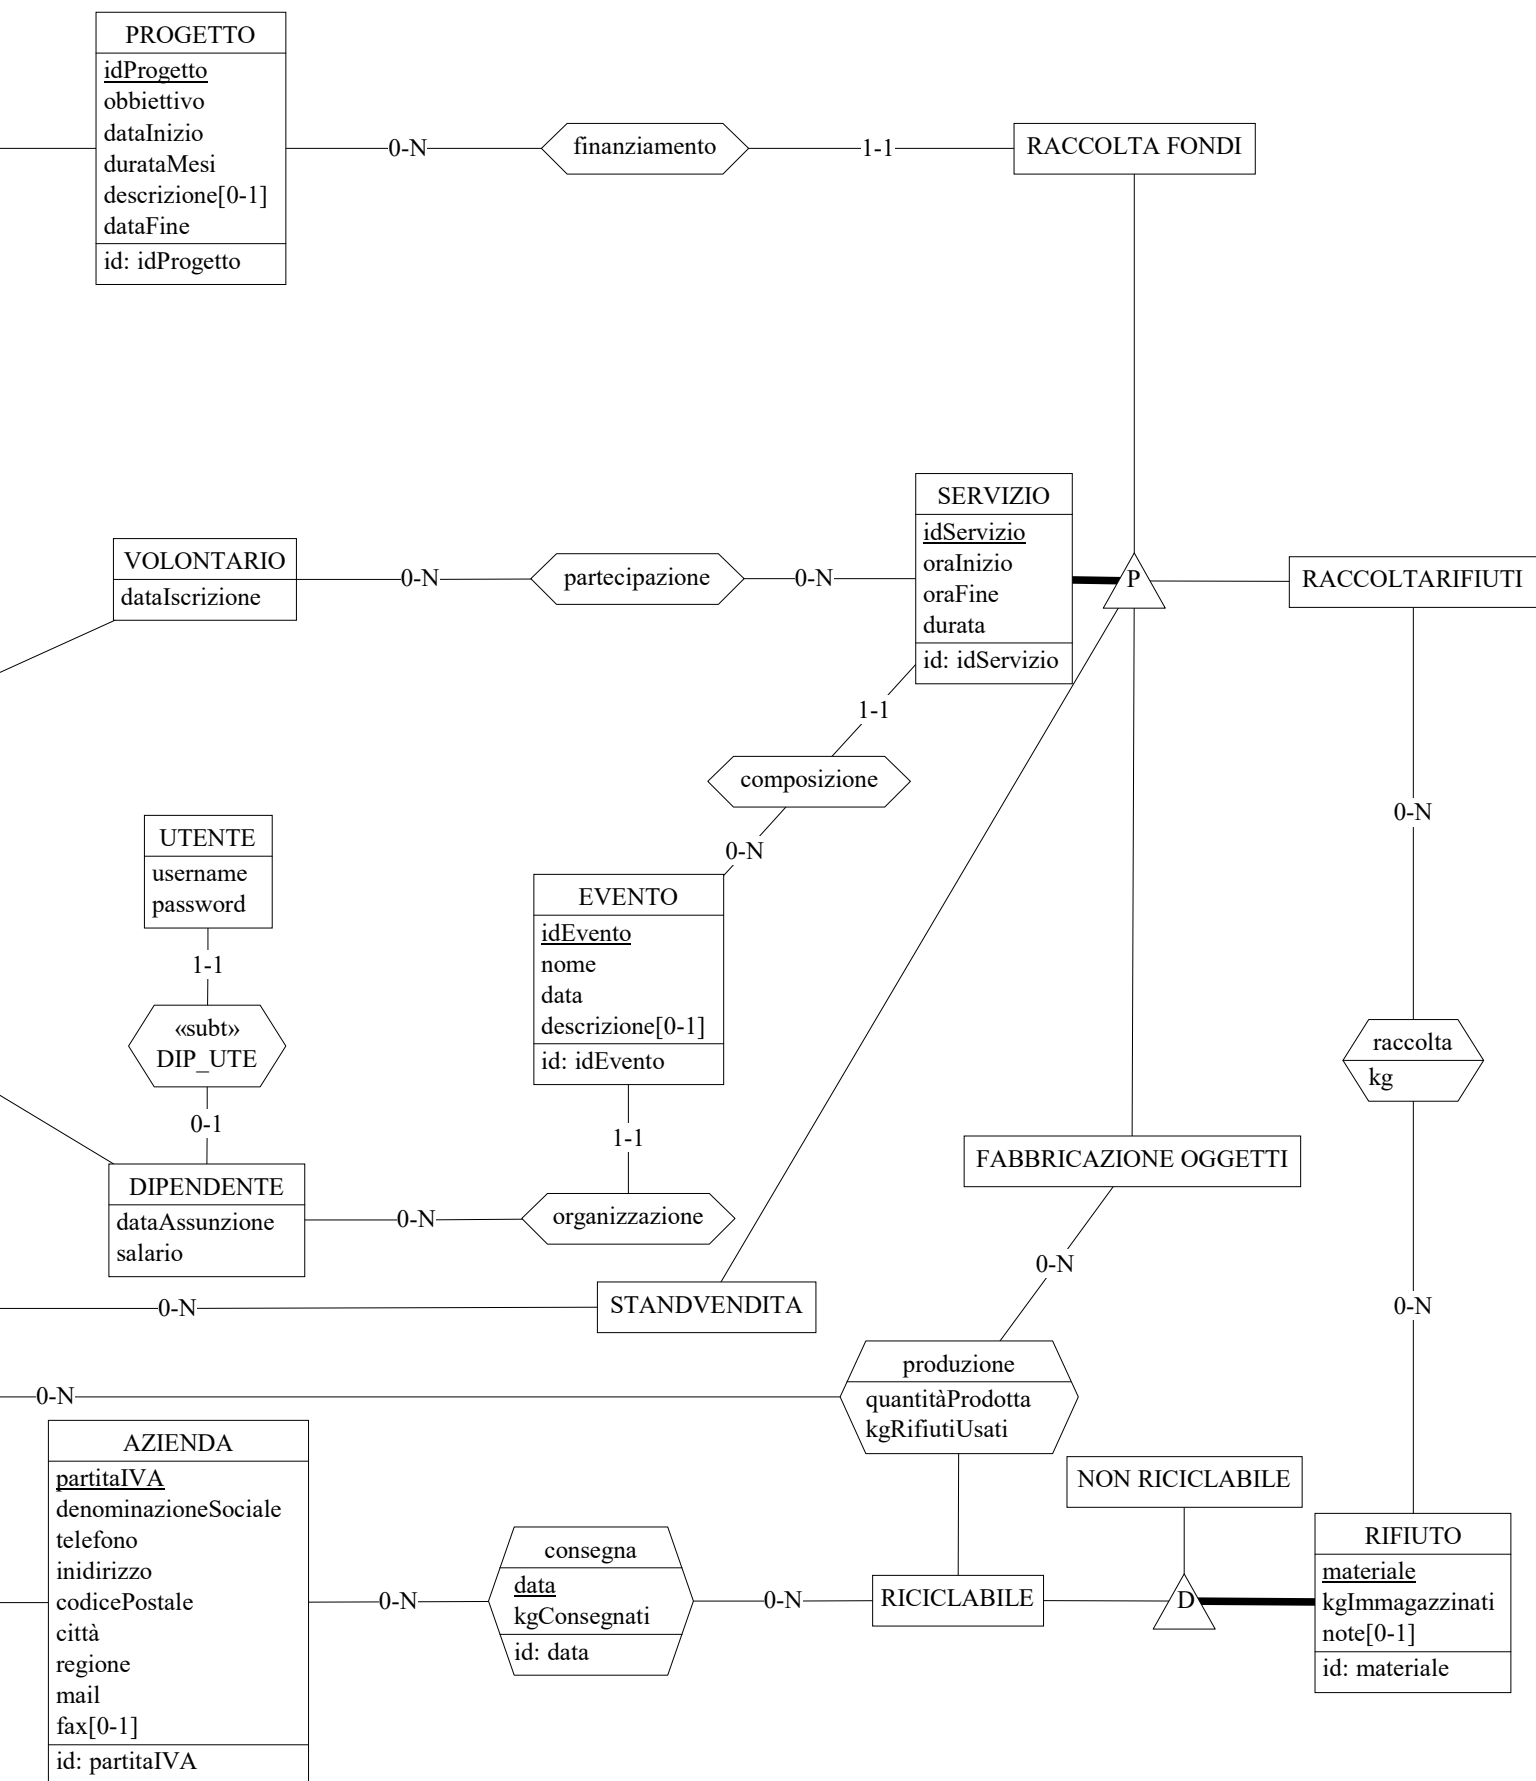 PROGETTO
idProgetto
obbiettivo
dataInizio
durataMesi
descrizione[0-1]
dataFine
id: idProgetto
0-N
finanziamento
1-1
RACCOLTA FONDI
SERVIZIO
idServizio
oraInizio
oraFine
durata
id: idServizio
VOLONTARIO
dataIscrizione
0-N
partecipazione
0-N
P
RACCOLTARIFIUTI
1-1
composizione
0-N
0-N
UTENTE
username
password
1-1
«subt»
DIP_UTE
0-1
EVENTO
idEvento
nome
data
descrizione[0-1]
id: idEvento
1-1
raccolta
kg
DIPENDENTE
dataAssunzione
salario
0-N
organizzazione
FABBRICAZIONE OGGETTI
0-N
0-N
0-N
STANDVENDITA
0-N
produzione
quantitàProdotta
kgRifiutiUsati
AZIENDA
partitaIVA
denominazioneSociale
telefono
inidirizzo
codicePostale
città
regione
mail
fax[0-1]
id: partitaIVA
0-N
consegna
data
kgConsegnati
id: data
0-N
RICICLABILE
NON RICICLABILE
D
RIFIUTO
materiale
kgImmagazzinati
note[0-1]
id: materiale